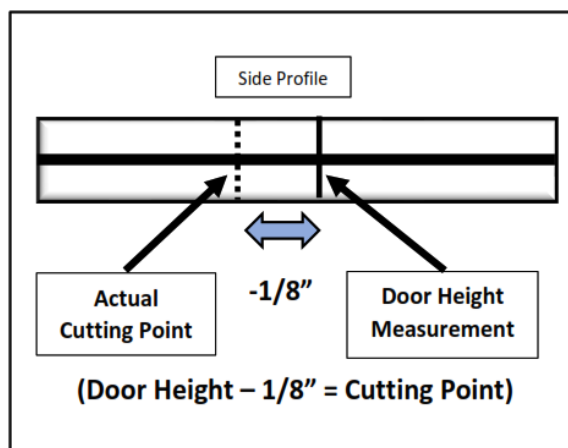 Side Profile
-1/8”
Actual
Cutting Point
Door Height
Measurement
(Door Height – 1/8” = Cutting Point)